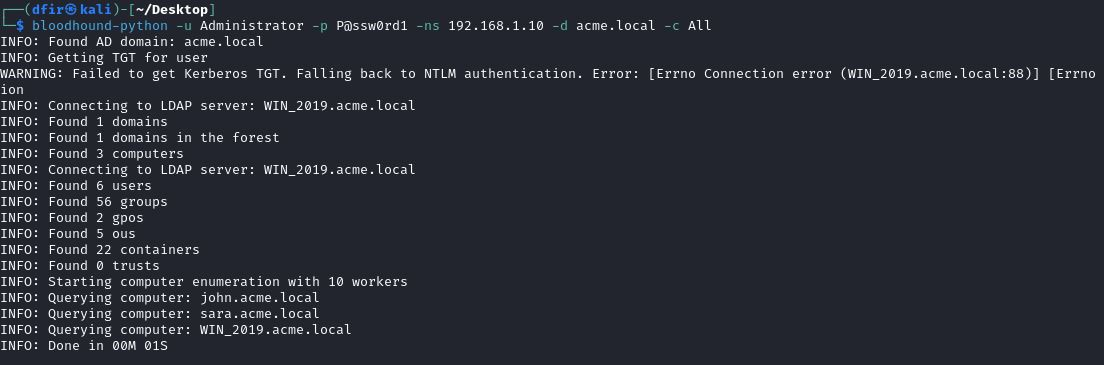 ┌──(dfir㉿kali)-[~/Desktop]
└─$ bloodhound-python -u Administrator -p P@ssw0rd1 -ns 192.168.1.10 -d acme.local -c All
INFO: Found AD domain: acme.local
INFO: Getting TGT for user
WARNING: Failed to get Kerberos TGT. Falling back to NTLM authentication. Error: [Errno Connection error (WIN_2019.acme.local:88)] [Errno
ion
INFO: Connecting to LDAP server: WIN_2019.acme.local
INFO: Found 1 domains
INFO: Found 1 domains in the forest
INFO: Found 3 computers
INFO: Connecting to LDAP server: WIN_2019.acme.local
INFO: Found 6 users
INFO: Found 56 groups
INFO: Found 2 gpos
INFO: Found 5 ous
INFO: Found 22 containers
INFO: Found 0 trusts
INFO: Starting computer enumeration with 10 workers
INFO: Querying computer: john.acme.local
INFO: Querying computer: sara.acme.local
INFO: Querying computer: WIN_2019.acme.local
INFO: Done in 00M 01S